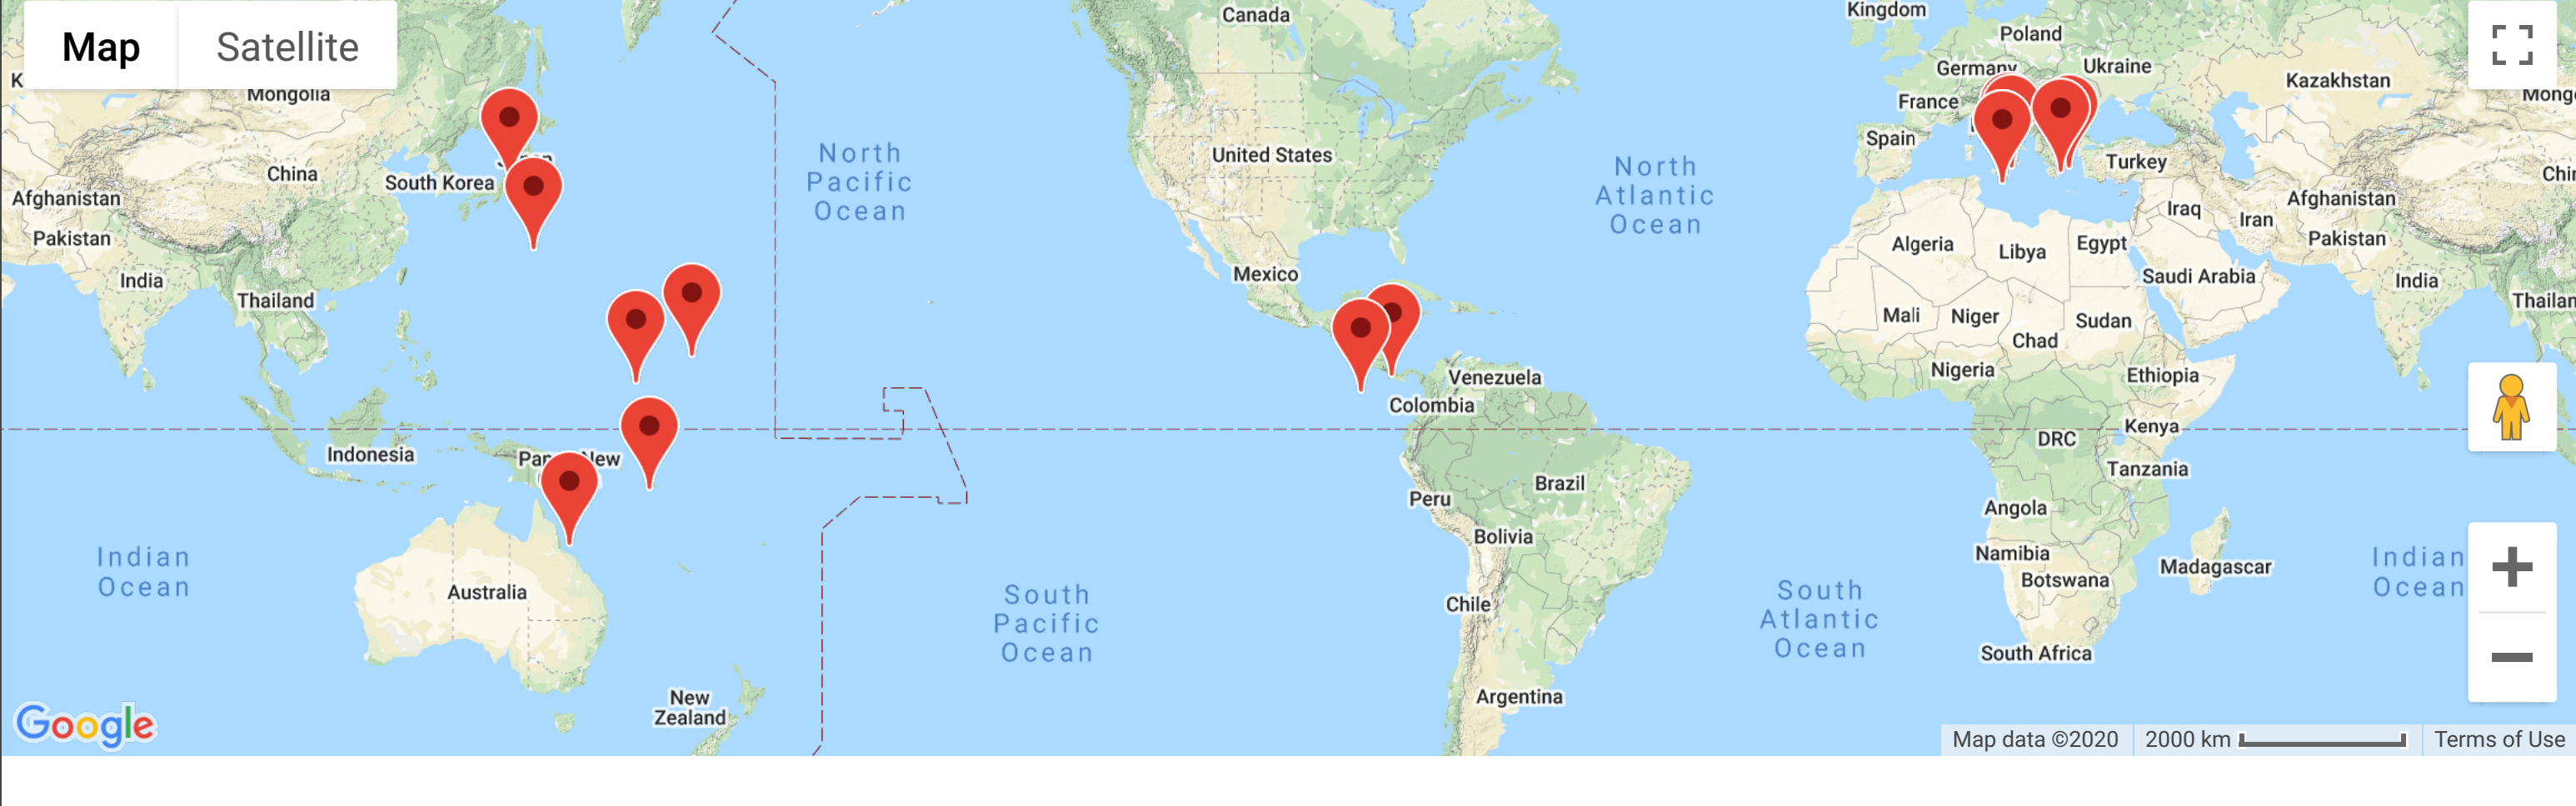 Map
Satellite
Canada
Kingdom
Poland
Germany
Ukraine
Kazakhstan
K
Mongolia
Mong
France
Spain
Turkey
United States
China
South Korea
Chin
Afghanistan
Pakistan
India
Thailand
North
Pacific
Ocean
North
Atlantic
Ocean
Mexico
Iraq
Iran
Afghanistan
Pakistan
Algeria
Libya
Egypt
Saudi Arabia
India
Thailan
Mali
Niger
Chad
Sudan
Nigeria
Ethiopia
Venezuela
Colombia
DRC
Kenya
Tanzania
Indonesia
New
Peru
Brazil
Bolivia
Angola
Namibia
Botswana
Madagascar
Indian
Ocean
Australia
South
Pacific
Ocean
Chile
South
Atlantic
Ocean
Indian
Ocean
South Africa
New
Zealand
Argentina
Google
Map data ©2020
2000 km
Terms of Use